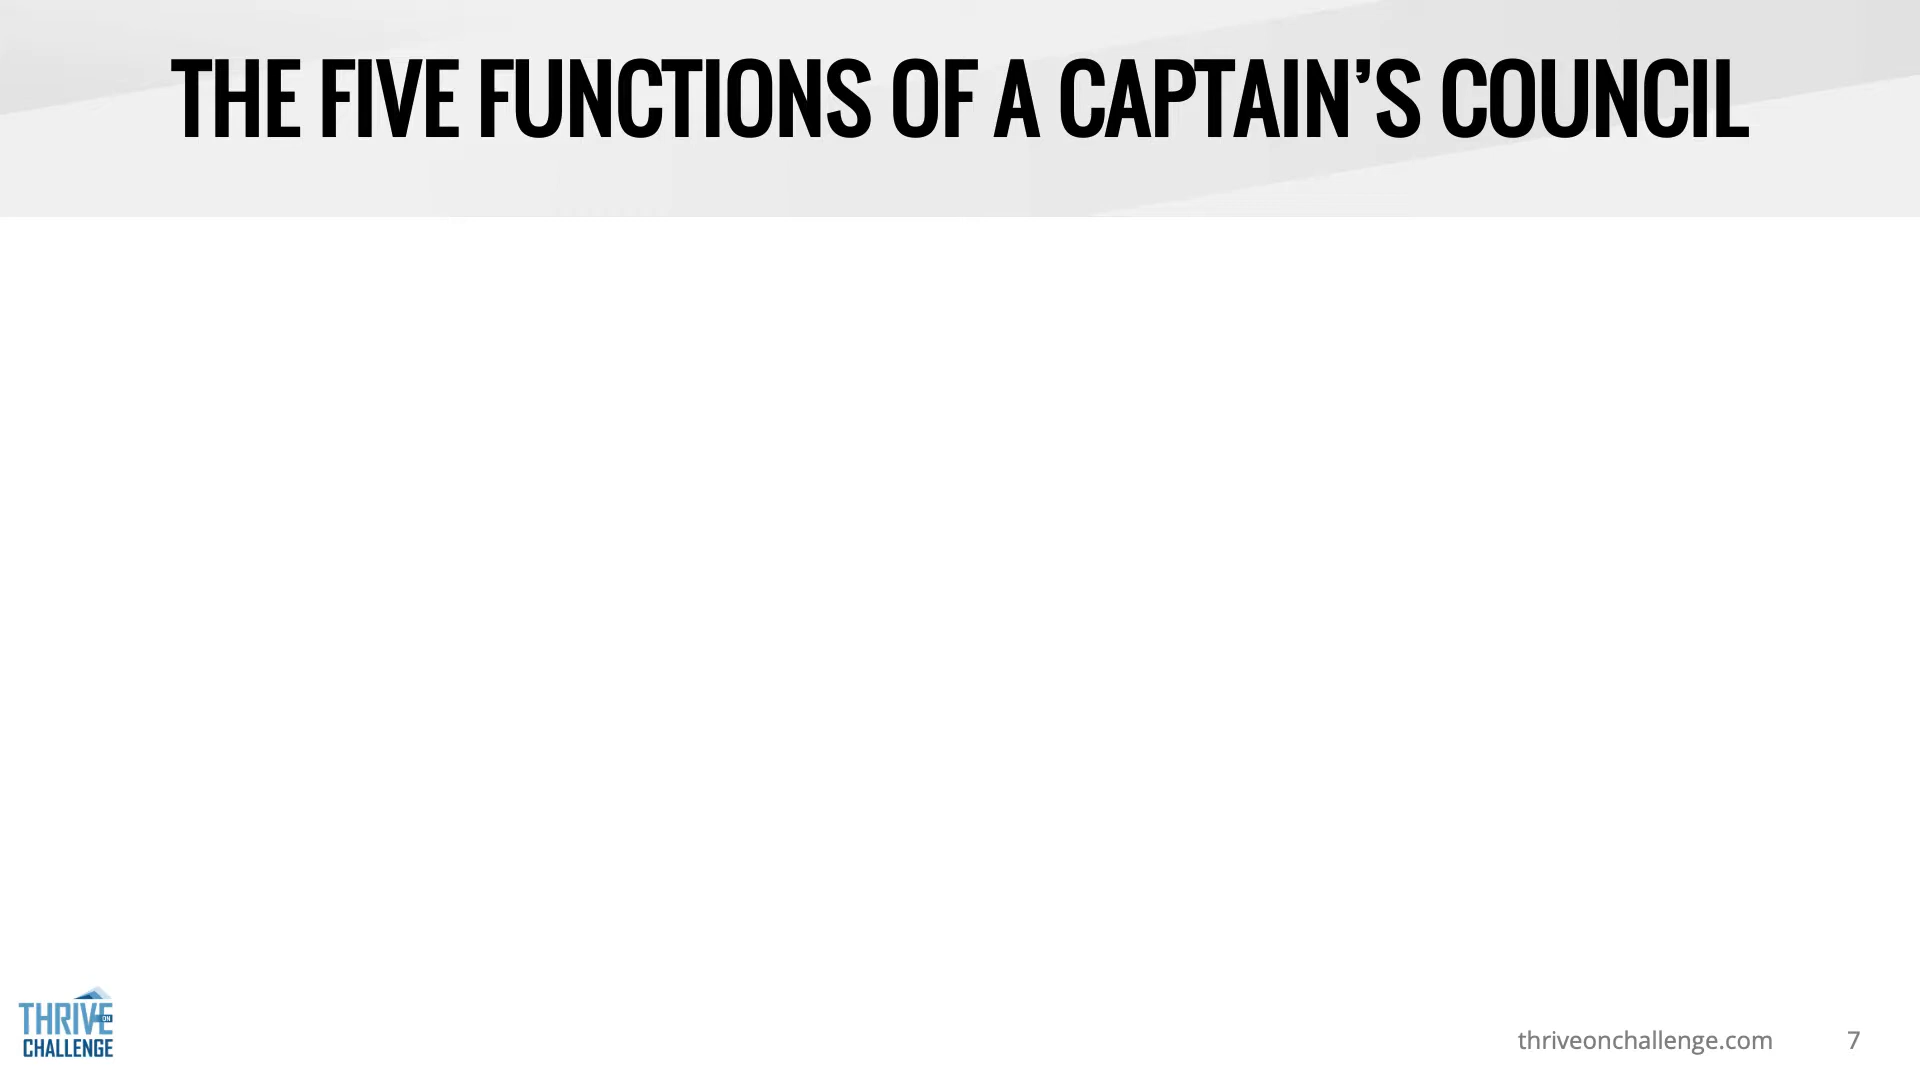 THE FIVE FUNCTIONS OF A CAPTAIN’S COUNCIL
THRIVE
ON
CHALLENGE
thriveonchallenge.com
7